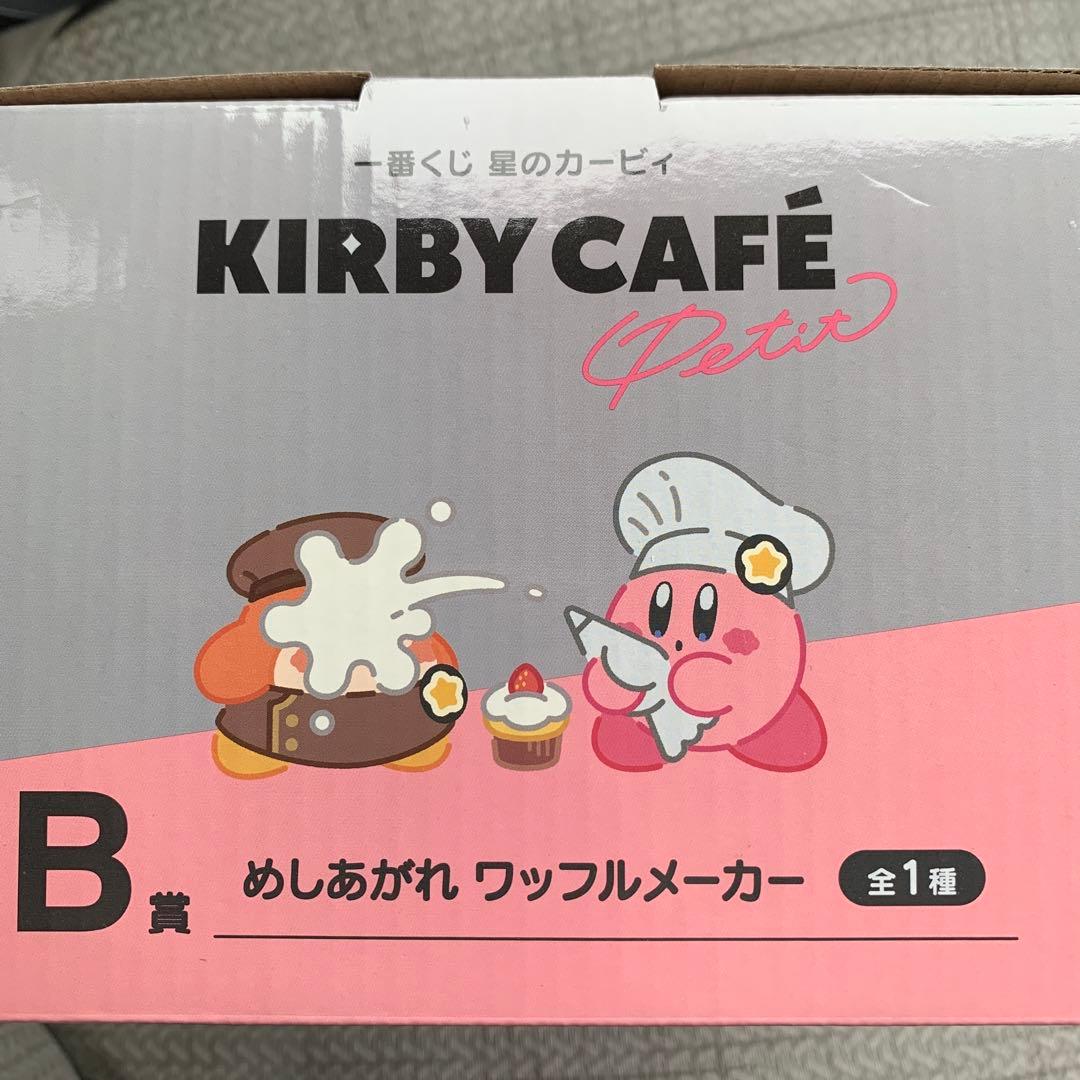 一番くじ 星のカービィ
KIRBY CAFÉ
Petit
B賞 めしあがれ ワッフルメーカー 全1種